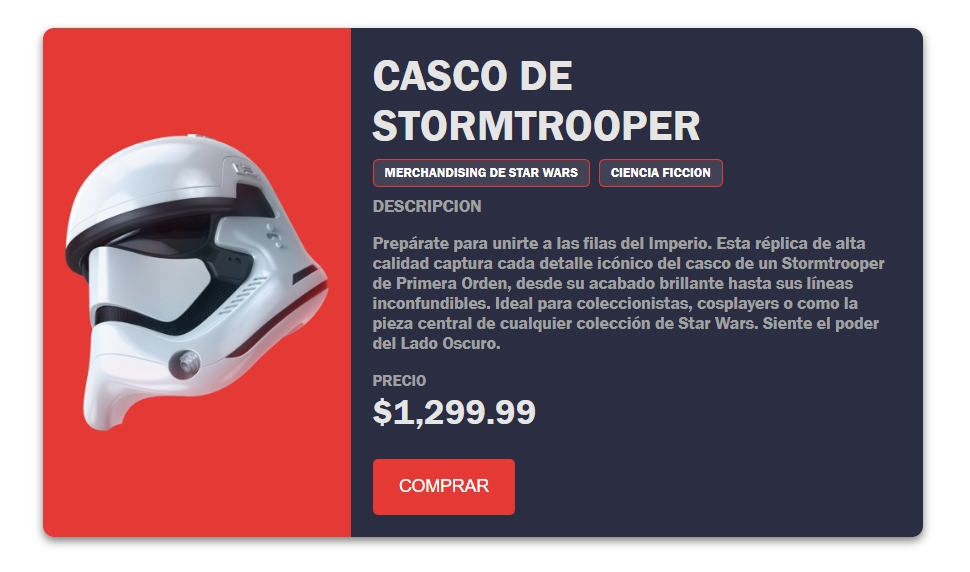 CASCO DE
STORMTROOPER
MERCHANDISING DE STAR WARS CIENCIA FICCION
DESCRIPCION
Prepárate para unirte a las filas del Imperio. Esta réplica de alta
calidad captura cada detalle icónico del casco de un Stormtrooper
de Primera Orden, desde su acabado brillante hasta sus líneas
inconfundibles. Ideal para coleccionistas, cosplayers o como la
pieza central de cualquier colección de Star Wars. Siente el poder
del Lado Oscuro.
PRECIO
$1,299.99
COMPRAR